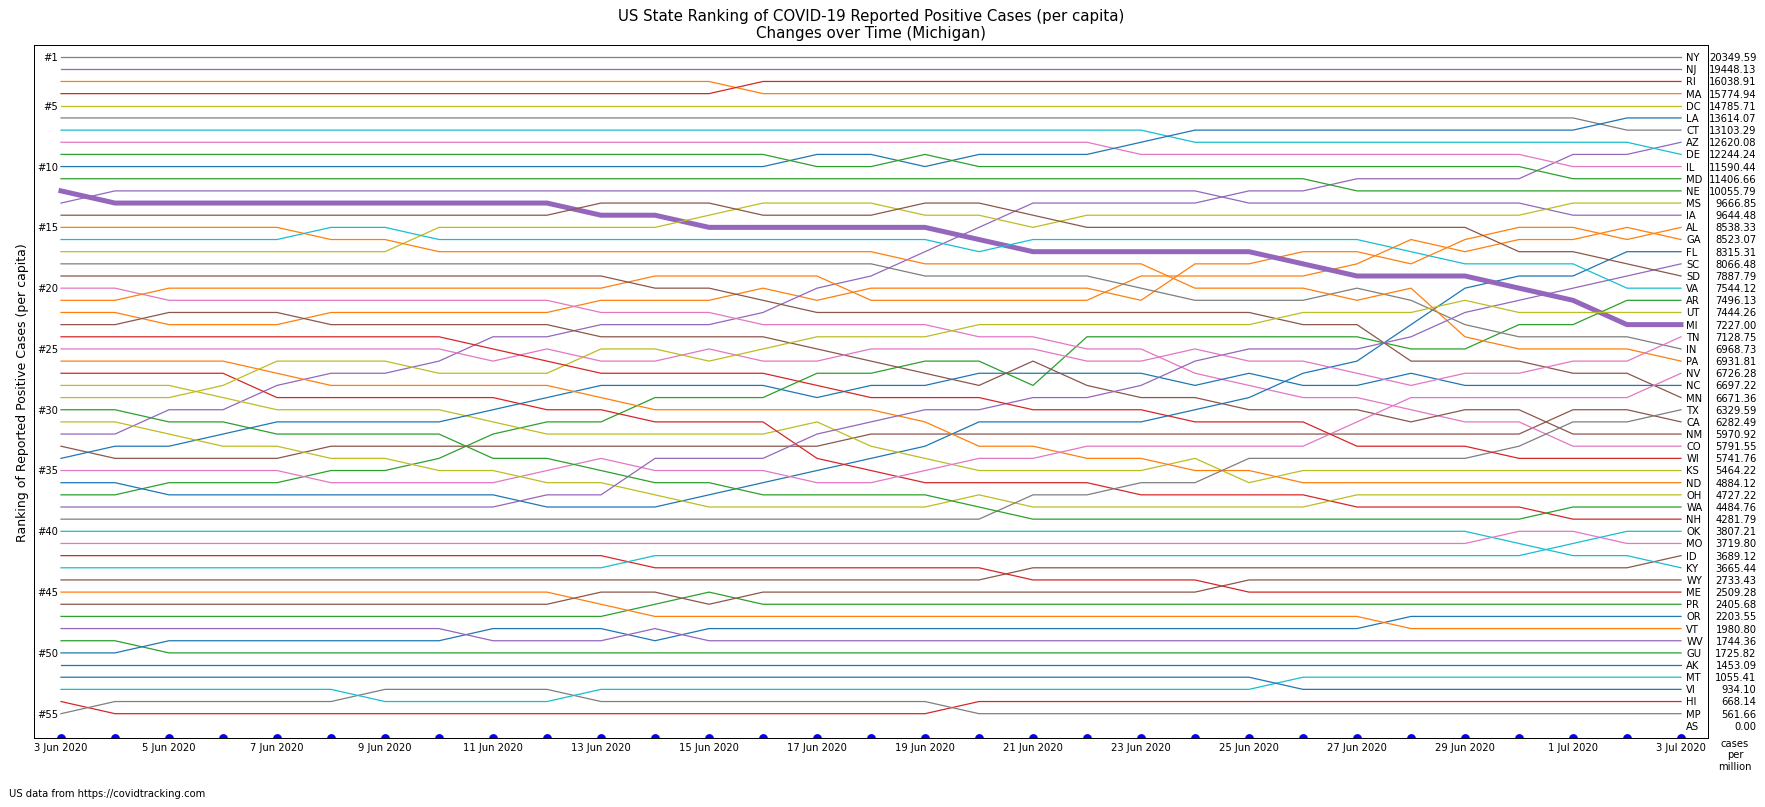 US State Ranking of COVID-19 Reported Positive Cases (per capita)
Changes over Time (Michigan)
Ranking of Reported Positive Cases (per capita)
#1
#5
#10
#15
#20
#25
#30
#35
#40
#45
#50
#55
NY 20349.59
NJ 19448.13
RI 16038.91
MA 15774.94
DC 14785.71
LA 13614.07
CT 13103.29
AZ 12620.08
DE 12244.24
IL 11590.44
MD 11406.66
NE 10055.79
MS 9666.85
IA 9644.48
AL 8538.33
GA 8523.07
FL 8315.31
SC 8066.48
SD 7887.79
VA 7544.12
AR 7496.13
UT 7444.26
MI 7227.00
TN 7128.75
IN 6968.73
PA 6931.81
NV 6726.28
NC 6697.22
MN 6671.36
TX 6329.59
CA 6282.49
NM 5970.92
CO 5791.55
WI 5741.76
KS 5464.22
ND 4884.12
OH 4727.22
WA 4484.76
NH 4281.79
OK 3807.21
MO 3719.80
ID 3689.12
KY 3665.44
WY 2733.43
ME 2509.28
PR 2405.68
OR 2203.55
VT 1980.80
WV 1744.36
GU 1725.82
AK 1453.09
MT 1055.41
VI 934.10
HI 668.14
MP 561.66
AS 0.00
3 Jun 2020 5 Jun 2020 7 Jun 2020 9 Jun 2020 11 Jun 2020 13 Jun 2020 15 Jun 2020 17 Jun 2020 19 Jun 2020 21 Jun 2020 23 Jun 2020 25 Jun 2020 27 Jun 2020 29 Jun 2020 1 Jul 2020 3 Jul 2020
cases
per
million
US data from https://covidtracking.com